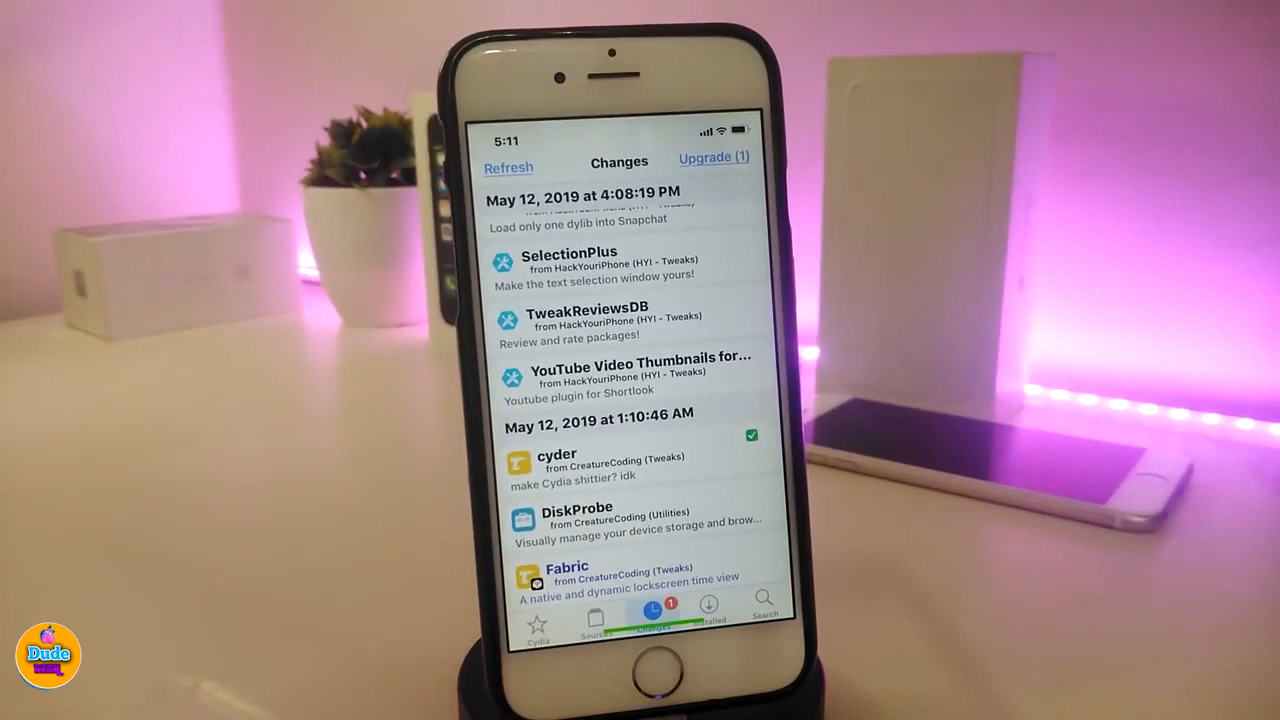 5:11
Refresh
Changes
Upgrade (1)
May 12, 2019 at 4:08:19 PM
Load only one dylib into Snapchat
SelectionPlus
from HackYouriPhone (HYI - Tweaks)
Make the text selection window yours!
TweakReviewsDB
from HackYouriPhone (HYI - Tweaks)
Review and rate packages!
YouTube Video Thumbnails for...
from HackYouriPhone (HYI - Tweaks)
Youtube plugin for Shortlook
May 12, 2019 at 1:10:46 AM
cyder
from CreatureCoding (Tweaks)
make Cydia shittier? idk
DiskProbe
from CreatureCoding (Utilities)
Visually manage your device storage and brow...
Fabric
from CreatureCoding (Tweaks)
A native and dynamic lockscreen time view
1
Cydia
Sources
Changes
Installed
Search
Dude